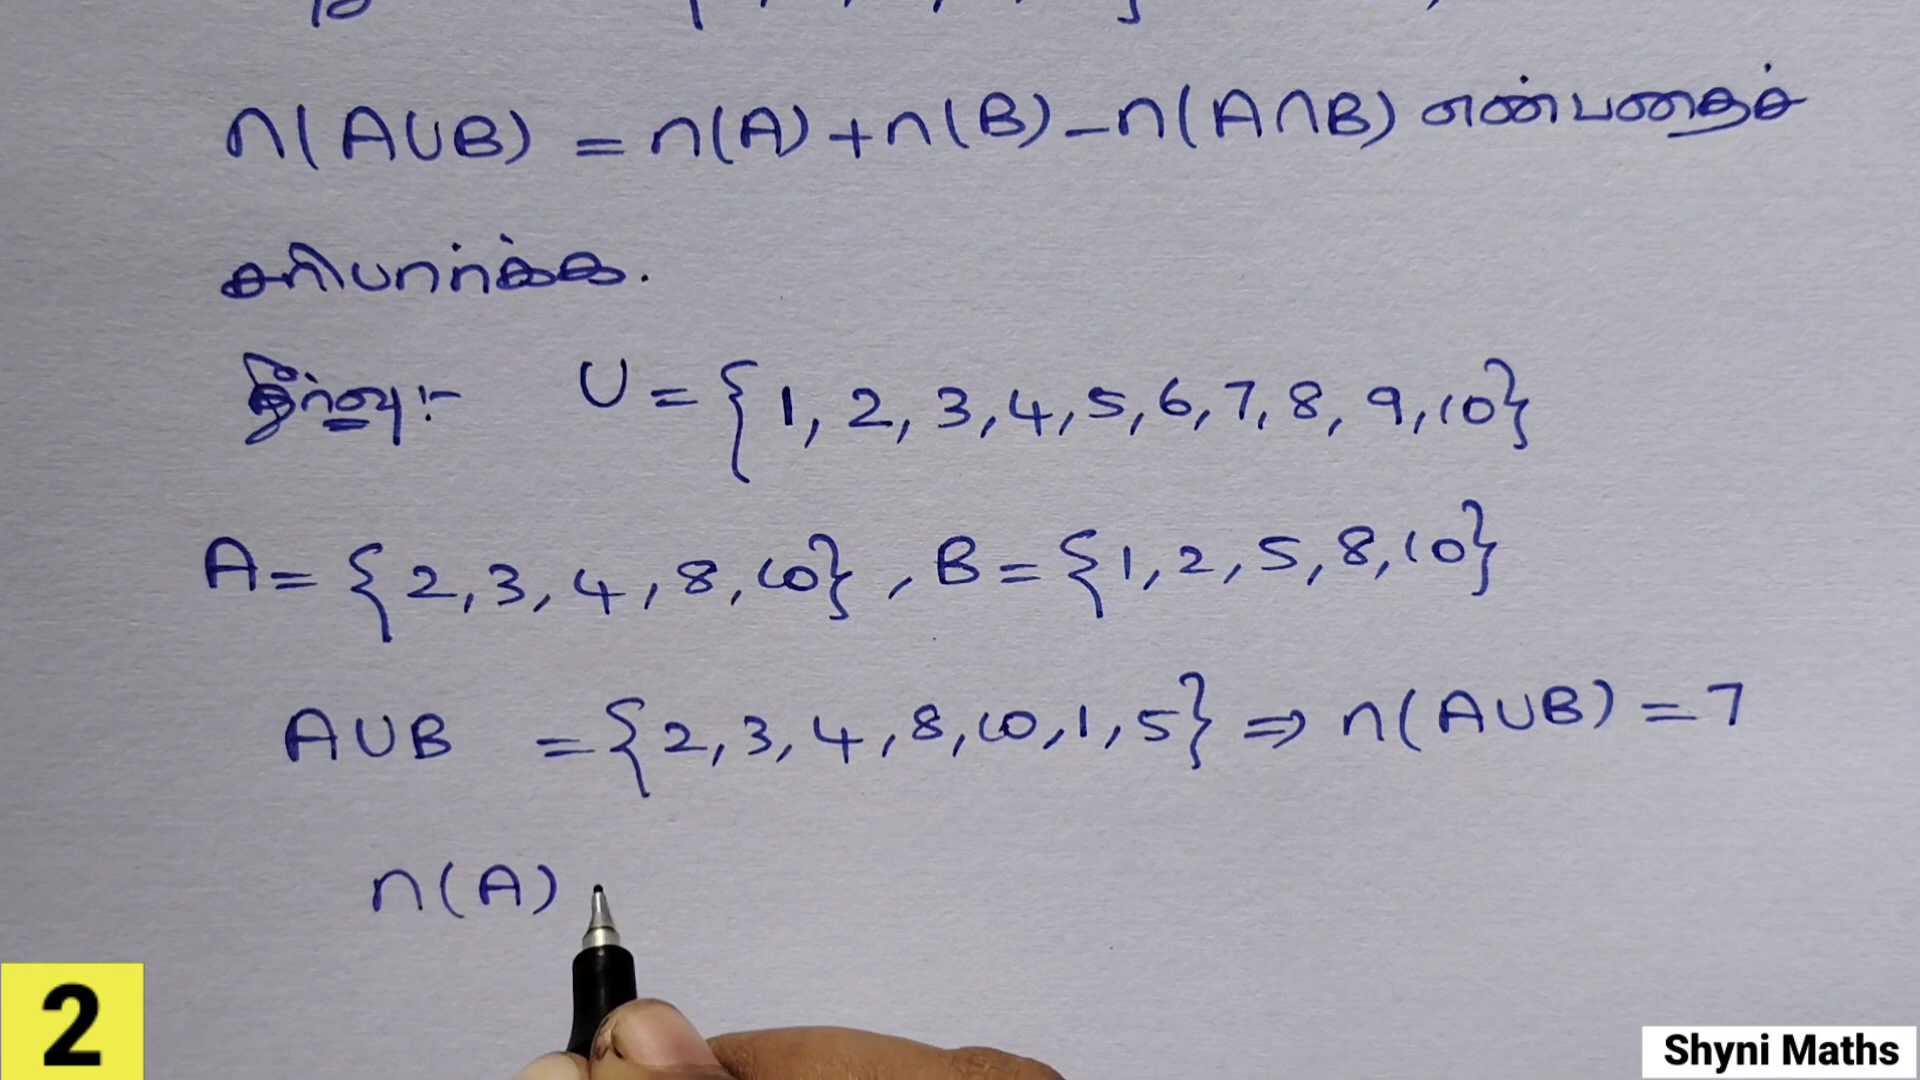 n(A∪B) = n(A)+n(B)-n(A∩B) என்பதைச்
சரிபார்க்க.
தீர்வு:- U = {1, 2, 3, 4, 5, 6, 7, 8, 9, 10}
A = {2, 3, 4, 8, 10}, B = {1, 2, 5, 8, 10}
A∪B = {2, 3, 4, 8, 10, 1, 5} ⇒ n(A∪B) = 7
n(A)
2
Shyni Maths